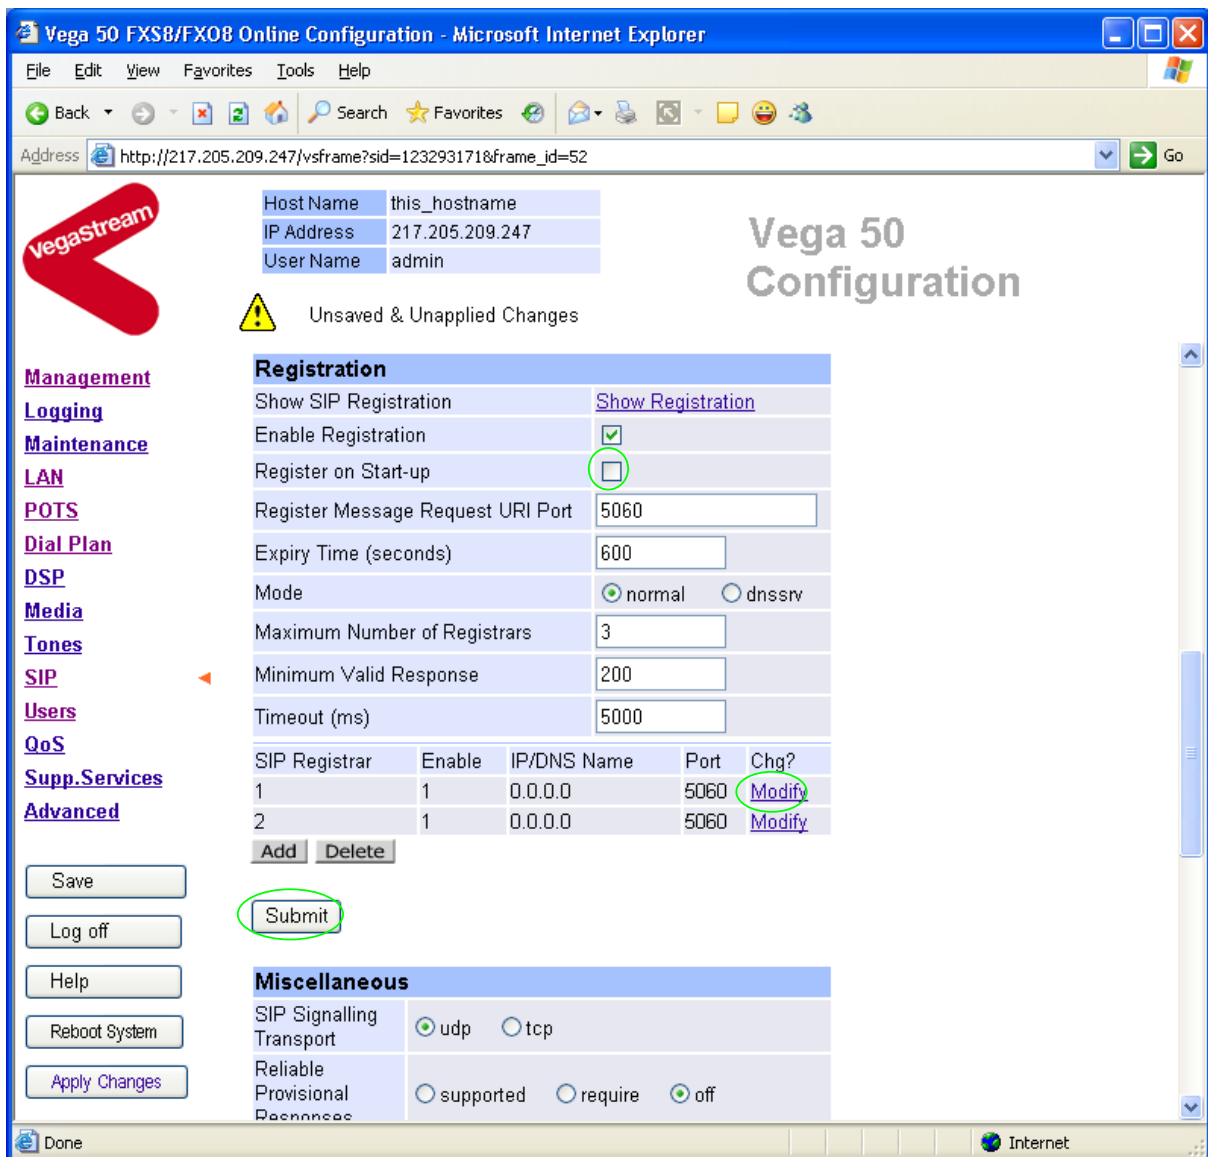 Vega 50 FXS8/FXO8 Online Configuration - Microsoft Internet Explorer
File Edit View Favorites Tools Help
Back Search Favorites
Address http://217.205.209.247/vsframe?sid=123293171&frame_id=52 Go
vegastream
Host Name this_hostname
IP Address 217.205.209.247
User Name admin
Vega 50
Configuration
Unsaved & Unapplied Changes
Management
Logging
Maintenance
LAN
POTS
Dial Plan
DSP
Media
Tones
SIP
Users
QoS
Supp.Services
Advanced
Save
Log off
Help
Reboot System
Apply Changes
Registration
Show SIP Registration Show Registration
Enable Registration
Register on Start-up
Register Message Request URI Port 5060
Expiry Time (seconds) 600
Mode normal dnssrv
Maximum Number of Registrars 3
Minimum Valid Response 200
Timeout (ms) 5000
SIP Registrar Enable IP/DNS Name Port Chg?
1 1 0.0.0.0 5060 Modify
2 1 0.0.0.0 5060 Modify
Add Delete
Submit
Miscellaneous
SIP Signalling
Transport
udp tcp
Reliable
Provisional
Responses
supported require off
Done Internet